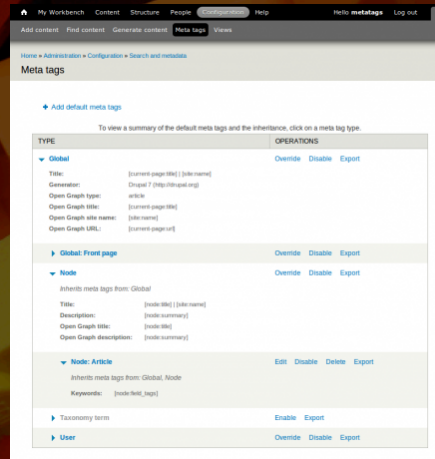 My Workbench Content Structure People Configuration Help Hello metatags Log out
Add content Find content Generate content Meta tags Views
Home » Administration » Configuration » Search and metadata
Meta tags
+ Add default meta tags
To view a summary of the default meta tags and the inheritance, click on a meta tag type.
TYPE OPERATIONS
Global Override Disable Export
Title: [current-page:title] | [site:name]
Generator: Drupal 7 (http://drupal.org)
Open Graph type: article
Open Graph title: [current-page:title]
Open Graph site name: [site:name]
Open Graph URL: [current-page:url]
Global: Front page Override Disable Export
Node Override Disable Export
Inherits meta tags from: Global
Title: [node:title] | [site:name]
Description: [node:summary]
Open Graph title: [node:title]
Open Graph description: [node:summary]
Node: Article Edit Disable Delete Export
Inherits meta tags from: Global, Node
Keywords: [node:field_tags]
Taxonomy term Enable Export
User Override Disable Export